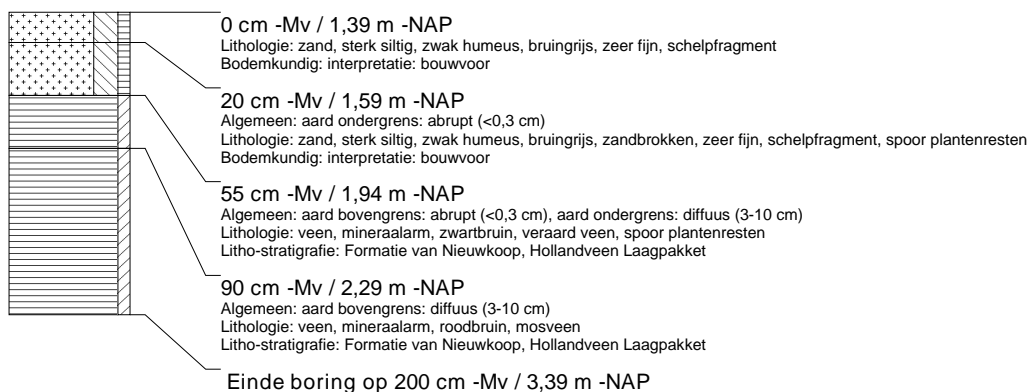 0 cm -Mv / 1,39 m -NAP
Lithologie: zand, sterk siltig, zwak humeus, bruingrijs, zeer fijn, schelpfragment
Bodemkundig: interpretatie: bouwvoor
20 cm -Mv / 1,59 m -NAP
Algemeen: aard ondergrens: abrupt (<0,3 cm)
Lithologie: zand, sterk siltig, zwak humeus, bruingrijs, zandbrokken, zeer fijn, schelpfragment, spoor plantenresten
Bodemkundig: interpretatie: bouwvoor
55 cm -Mv / 1,94 m -NAP
Algemeen: aard bovengrens: abrupt (<0,3 cm), aard ondergrens: diffuus (3-10 cm)
Lithologie: veen, mineraalarm, zwartbruin, veraard veen, spoor plantenresten
Litho-stratigrafie: Formatie van Nieuwkoop, Hollandveen Laagpakket
90 cm -Mv / 2,29 m -NAP
Algemeen: aard bovengrens: diffuus (3-10 cm)
Lithologie: veen, mineraalarm, roodbruin, mosveen
Litho-stratigrafie: Formatie van Nieuwkoop, Hollandveen Laagpakket
Einde boring op 200 cm -Mv / 3,39 m -NAP